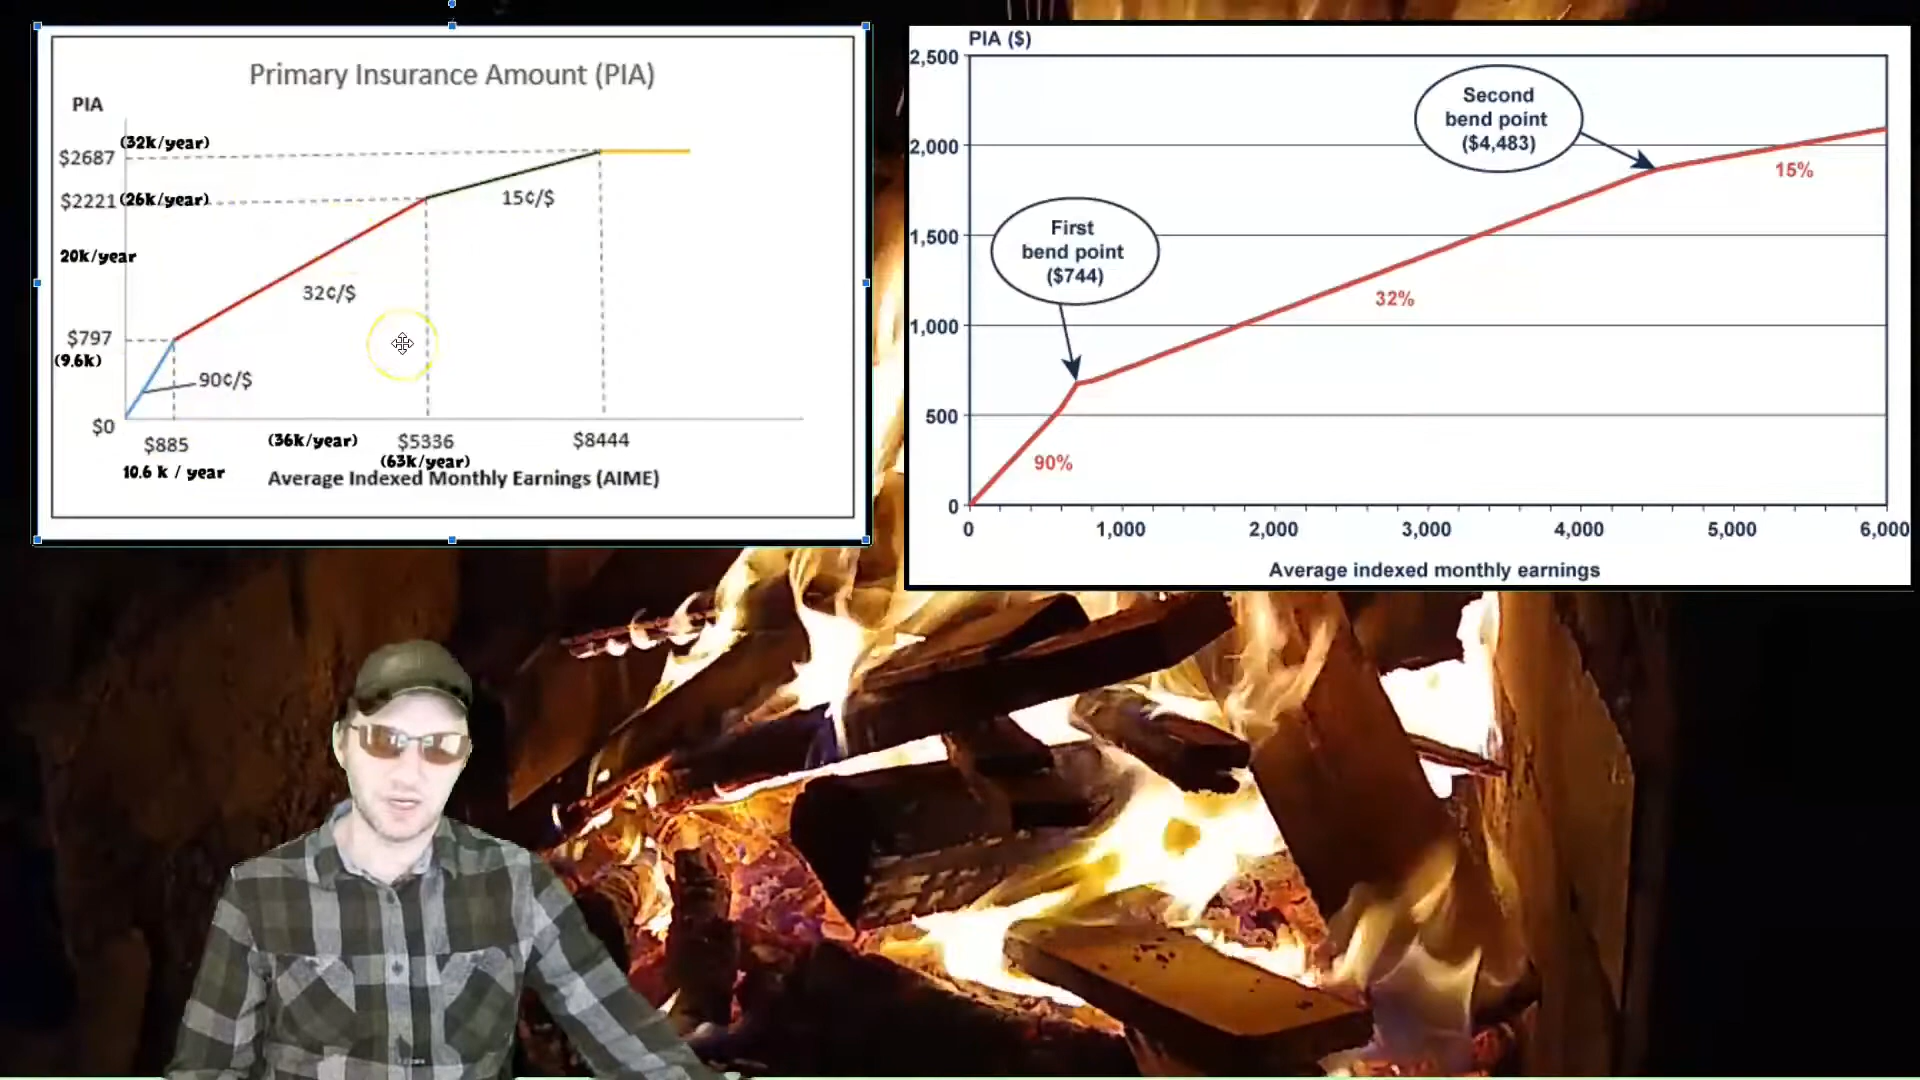 Primary Insurance Amount (PIA)
PIA
(32k/year)
$2687
$2221 (26k/year)
15¢/$
20k/year
32¢/$
$797
(9.6k)
90¢/$
$0
$885
(36k/year)
$5336
$8444
(63k/year)
10.6 k / year
Average Indexed Monthly Earnings (AIME)
PIA ($)
2,500
2,000
1,500
1,000
500
0
Second
bend point
($4,483)
15%
First
bend point
($744)
32%
90%
0 1,000 2,000 3,000 4,000 5,000 6,000
Average indexed monthly earnings